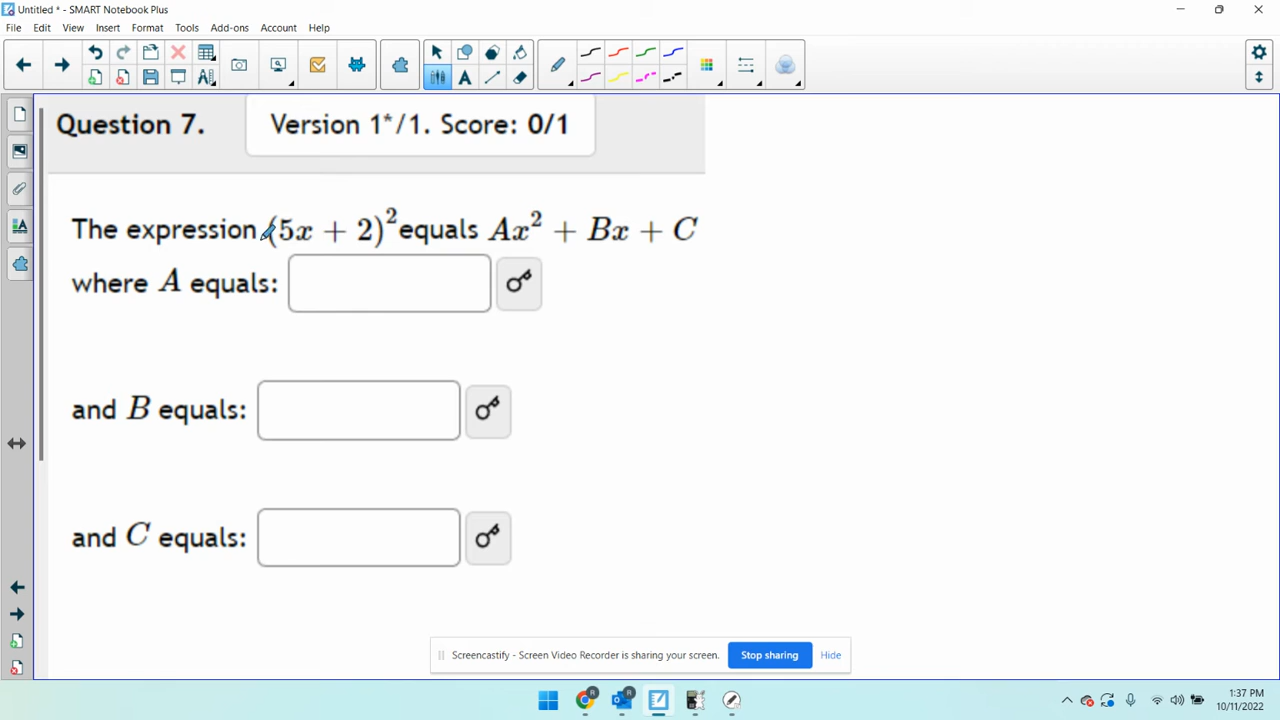 Untitled * - SMART Notebook Plus
File Edit View Insert Format Tools Add-ons Account Help
Question 7. Version 1*/1. Score: 0/1
The expression (5x + 2)² equals Ax² + Bx + C
where A equals:
and B equals:
and C equals:
Screencastify - Screen Video Recorder is sharing your screen. Stop sharing Hide
1:37 PM
10/11/2022